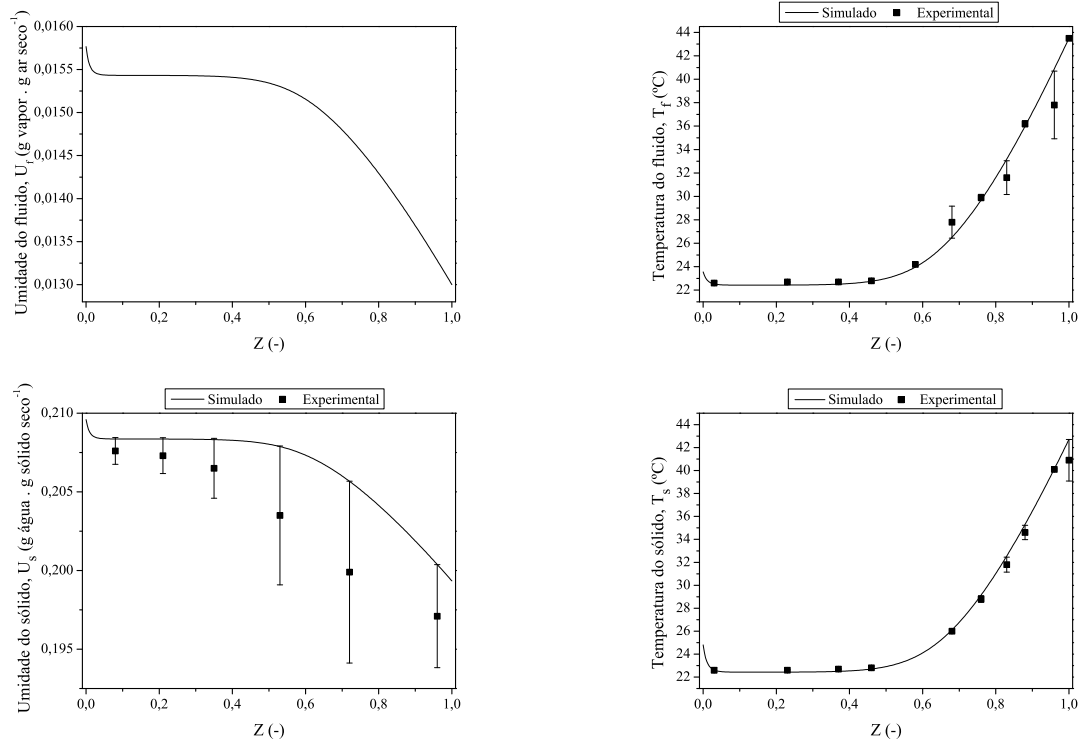 Umidade do fluido, U_f (g vapor . g ar seco⁻¹)
0,0160
0,0155
0,0150
0,0145
0,0140
0,0135
0,0130
0,0 0,2 0,4 0,6 0,8 1,0
Z (-)
Simulado Experimental
Temperatura do fluido, T_f (ºC)
44
42
40
38
36
34
32
30
28
26
24
22
0,0 0,2 0,4 0,6 0,8 1,0
Z (-)
Simulado Experimental
Umidade do sólido, U_s (g água . g sólido seco⁻¹)
0,210
0,205
0,200
0,195
0,0 0,2 0,4 0,6 0,8 1,0
Z (-)
Simulado Experimental
Temperatura do sólido, T_s (ºC)
44
42
40
38
36
34
32
30
28
26
24
22
0,0 0,2 0,4 0,6 0,8 1,0
Z (-)